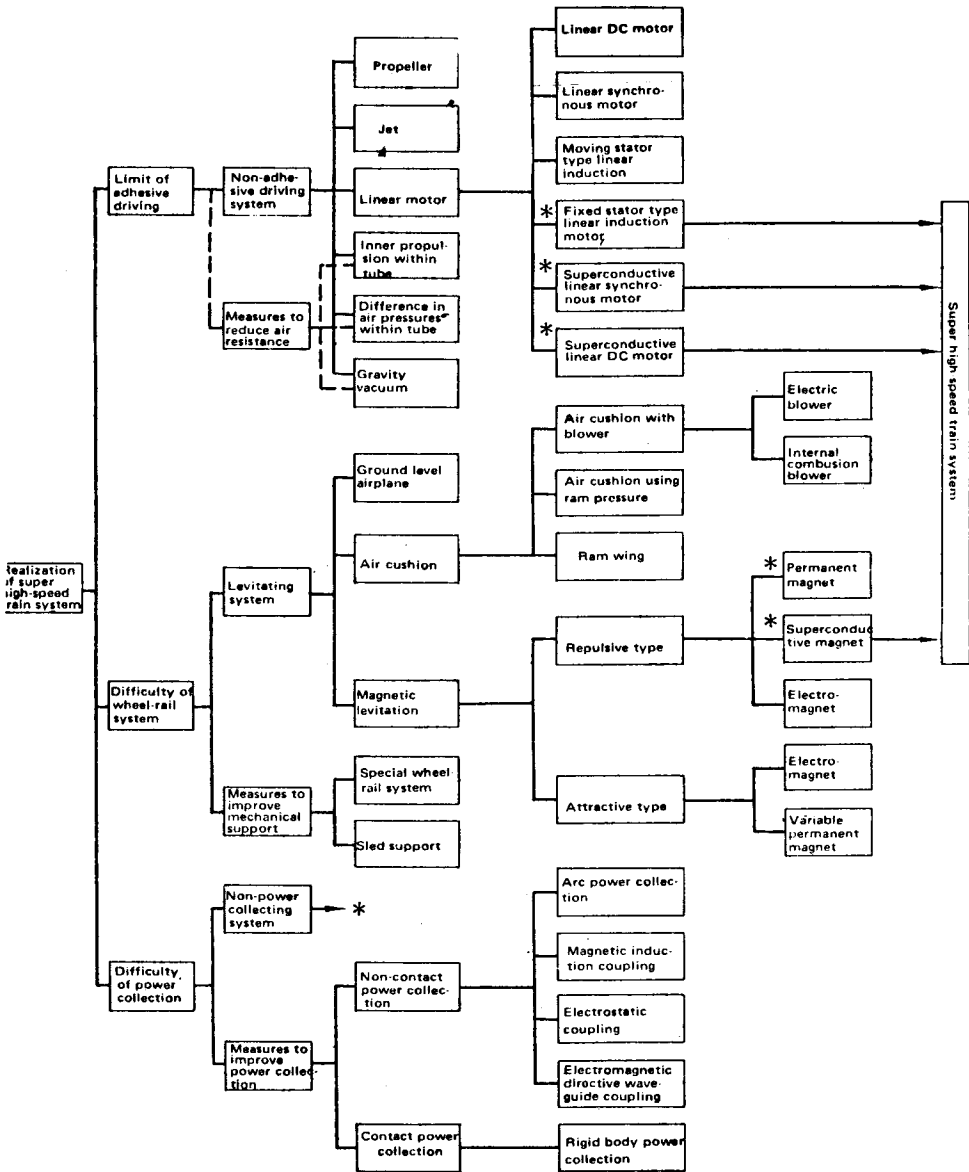 Realization
of super
high-speed
train system
Limit of
adhesive
driving
Difficulty of
wheel-rail
system
Difficulty
of power
collection
Non-adhe-
sive driving
system
Measures to
reduce air
resistance
Levitating
system
Measures to
improve
mechanical
support
Non-power
collecting
system
*
Measures to
improve
power collec-
tion
Propeller
Jet
Linear motor
Inner propul-
sion within
tube
Difference in
air pressures
within tube
Gravity
vacuum
Ground level
airplane
Air cushion
Magnetic
levitation
Special wheel-
rail system
Sled support
Non-contact
power collec-
tion
Contact power
collection
Linear DC motor
Linear synchro-
nous motor
Moving stator
type linear
induction
* Fixed stator type
linear induction
motor
* Superconductive
linear synchro-
nous motor
* Superconductive
linear DC motor
Air cushion with
blower
Air cushion using
ram pressure
Ram wing
Repulsive type
Attractive type
Arc power collec-
tion
Magnetic induc-
tion coupling
Electrostatic
coupling
Electromagnetic
directive wave-
guide coupling
Rigid body power
collection
Electric
blower
Internal
combusion
blower
* Permanent
magnet
* Superconduc
tive magnet
Electro-
magnet
Electro-
magnet
Variable
permanent
magnet
Super high speed train system